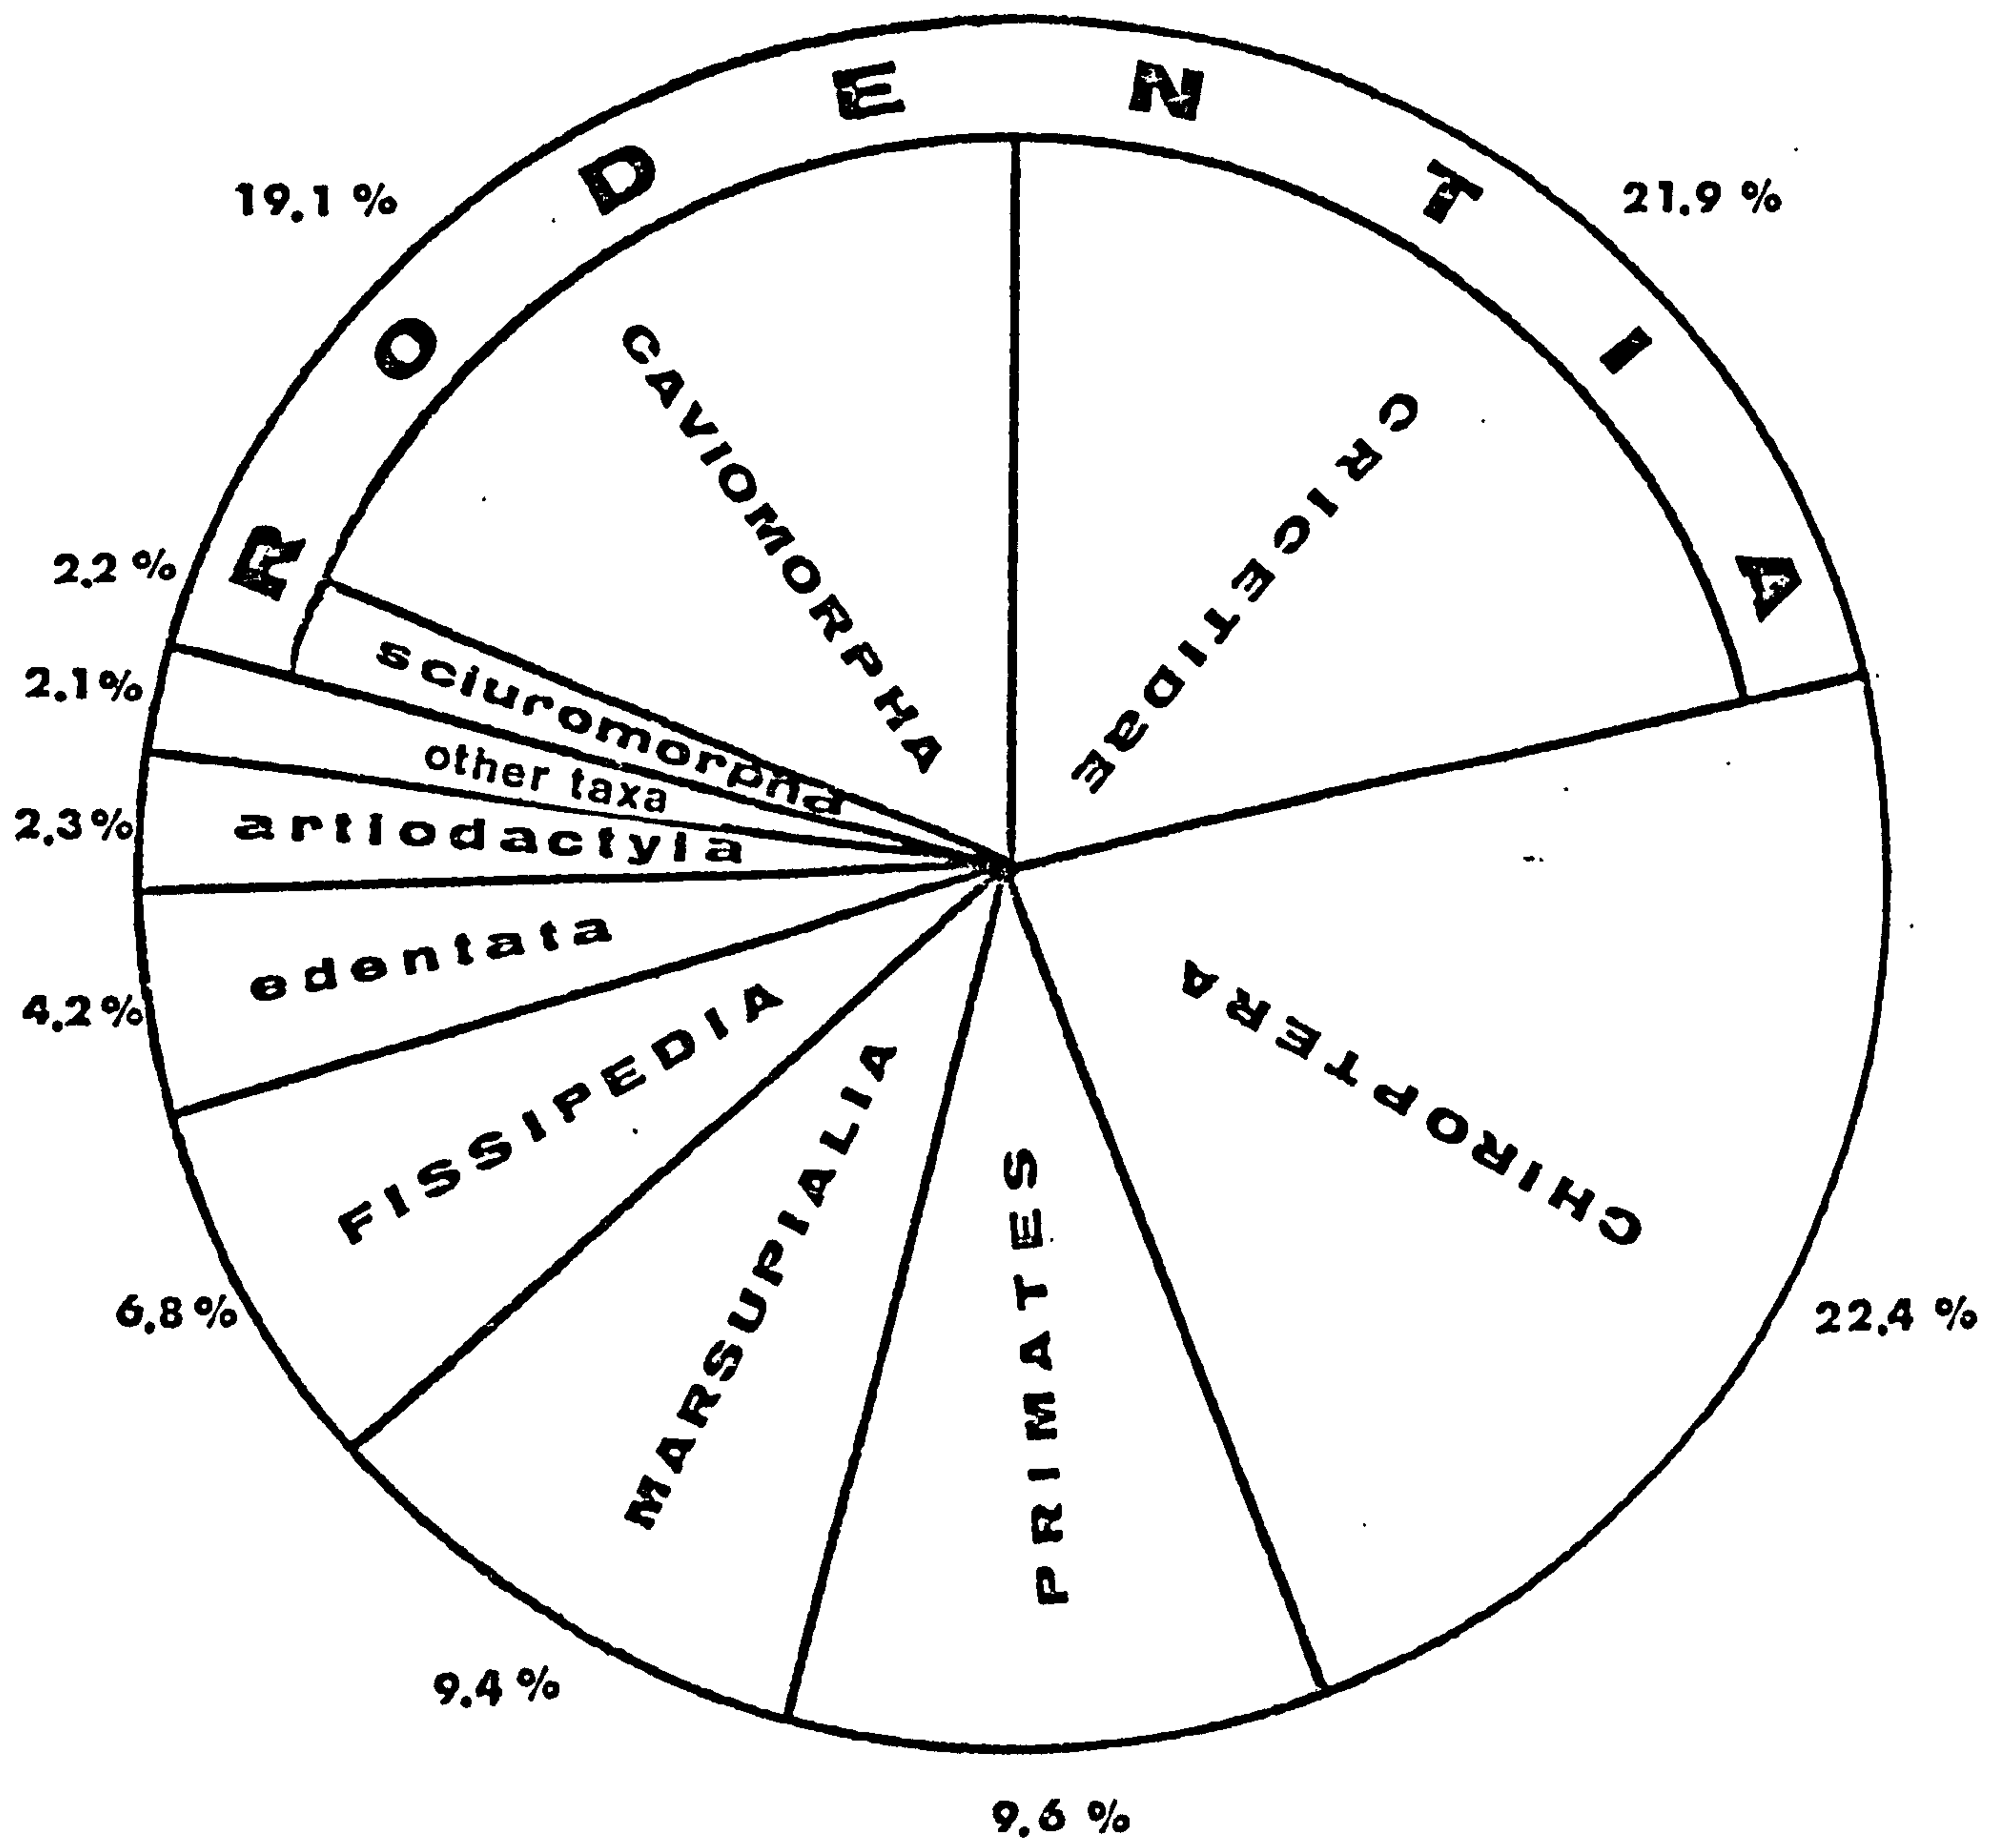 RODENTIA
19.1 %
21.9 %
CAVIOMORPHA
CRICETIDAE
2.2 %
sciuromorpha
2.1 %
other taxa
2.3 %
artiodactyla
edentata
4.2 %
FISSIPEDIA
6.8 %
MARSUPIALIA
9.4 %
PRIMATES
9.6 %
CHIROPTERA
22.4 %